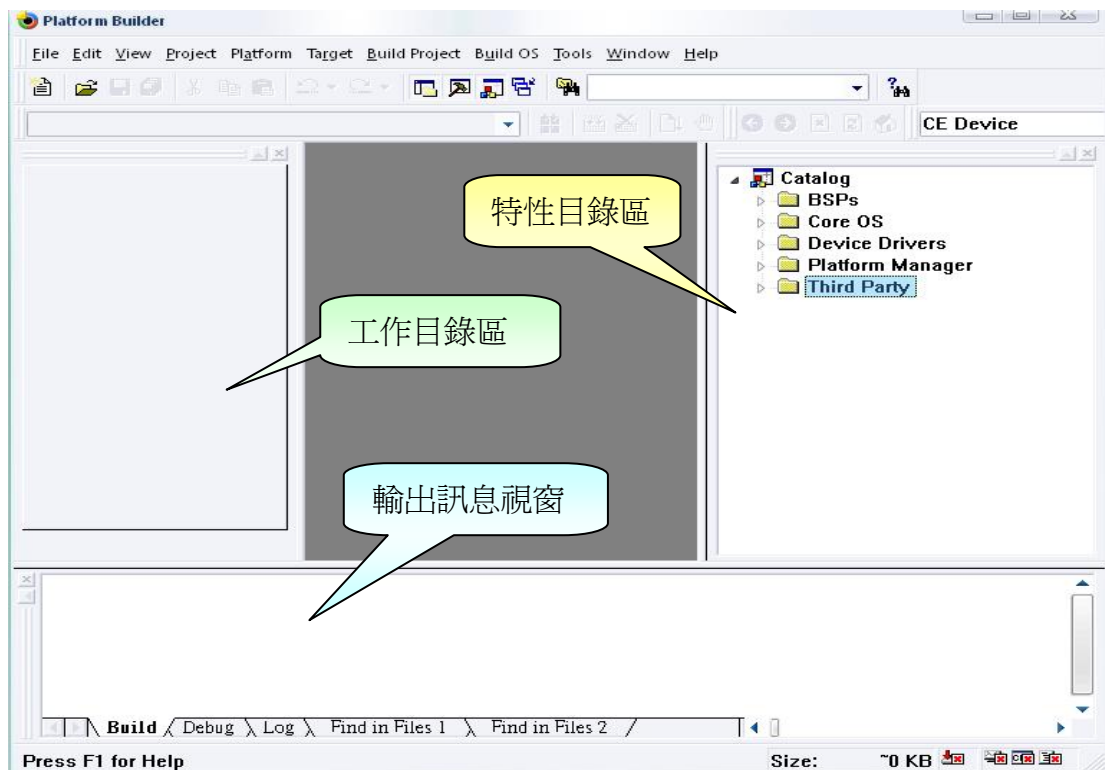 Platform Builder
File Edit View Project Platform Target Build Project Build OS Tools Window Help
CE Device
Catalog
BSPs
Core OS
Device Drivers
Platform Manager
Third Party
特性目錄區
工作目錄區
輸出訊息視窗
Build Debug Log Find in Files 1 Find in Files 2
Press F1 for Help Size: ~0 KB